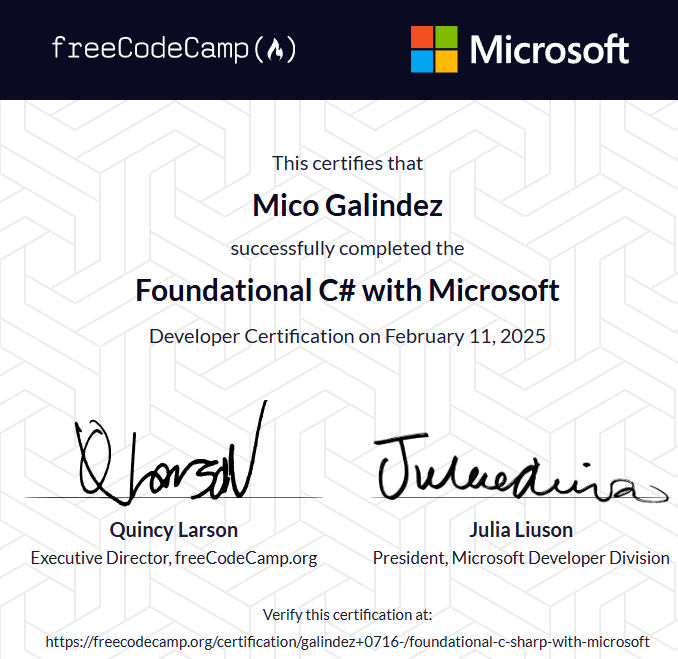 freeCodeCamp(🔥) Microsoft
This certifies that
Mico Galindez
successfully completed the
Foundational C# with Microsoft
Developer Certification on February 11, 2025
Quincy Larson Julia Liuson
Executive Director, freeCodeCamp.org President, Microsoft Developer Division
Verify this certification at:
https://freecodecamp.org/certification/galindez+0716-/foundational-c-sharp-with-microsoft